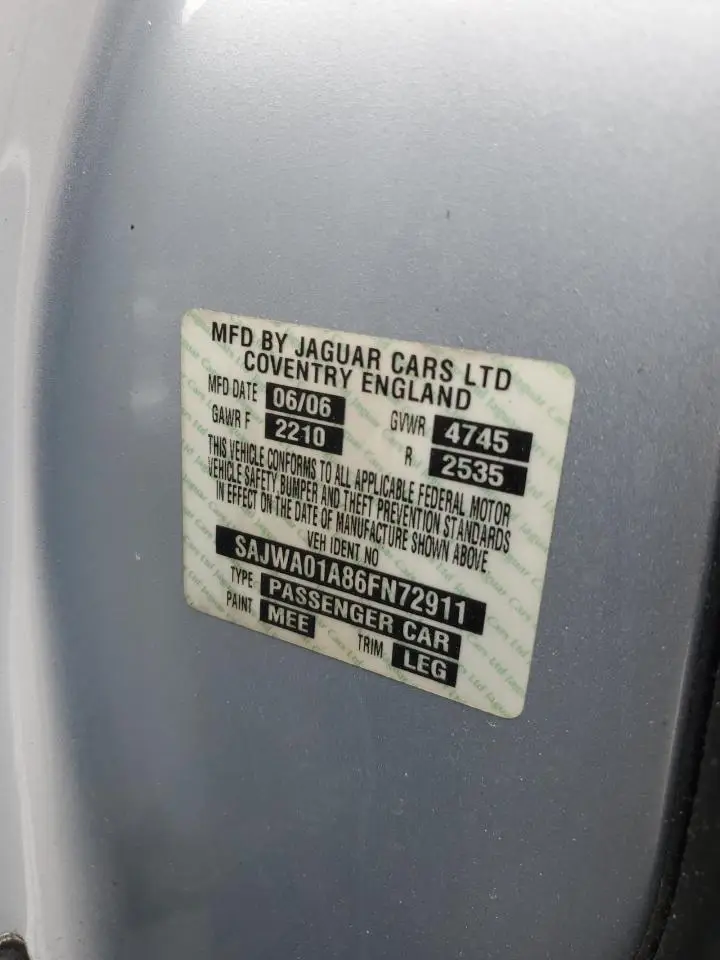 MFD BY JAGUAR CARS LTD
COVENTRY ENGLAND
MFD DATE 06/06 GVWR 4745
GAWR F 2210 R 2535
THIS VEHICLE CONFORMS TO ALL APPLICABLE FEDERAL MOTOR
VEHICLE SAFETY BUMPER AND THEFT PREVENTION STANDARDS
IN EFFECT ON THE DATE OF MANUFACTURE SHOWN ABOVE
VEH IDENT NO
SAJWA01A86FN72911
TYPE PASSENGER CAR
PAINT MEE TRIM LEG